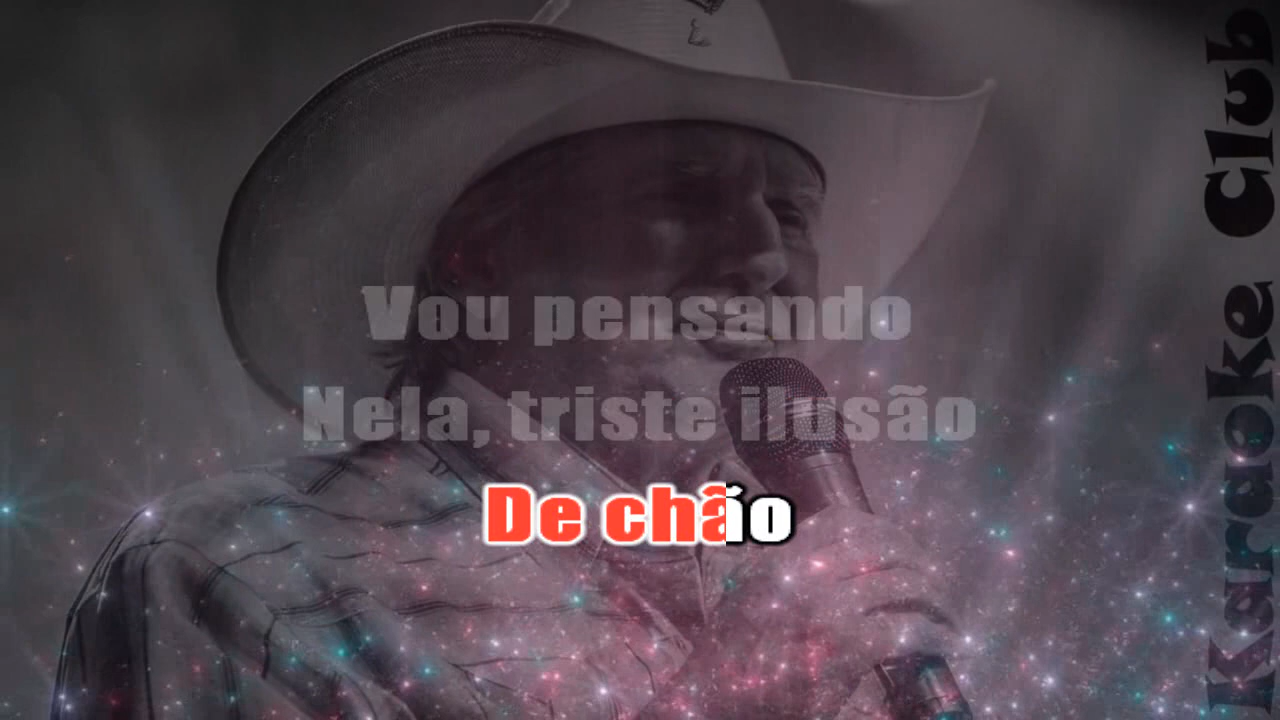 Vou pensando
Nela, triste ilusão
De chão
Karaoke Club